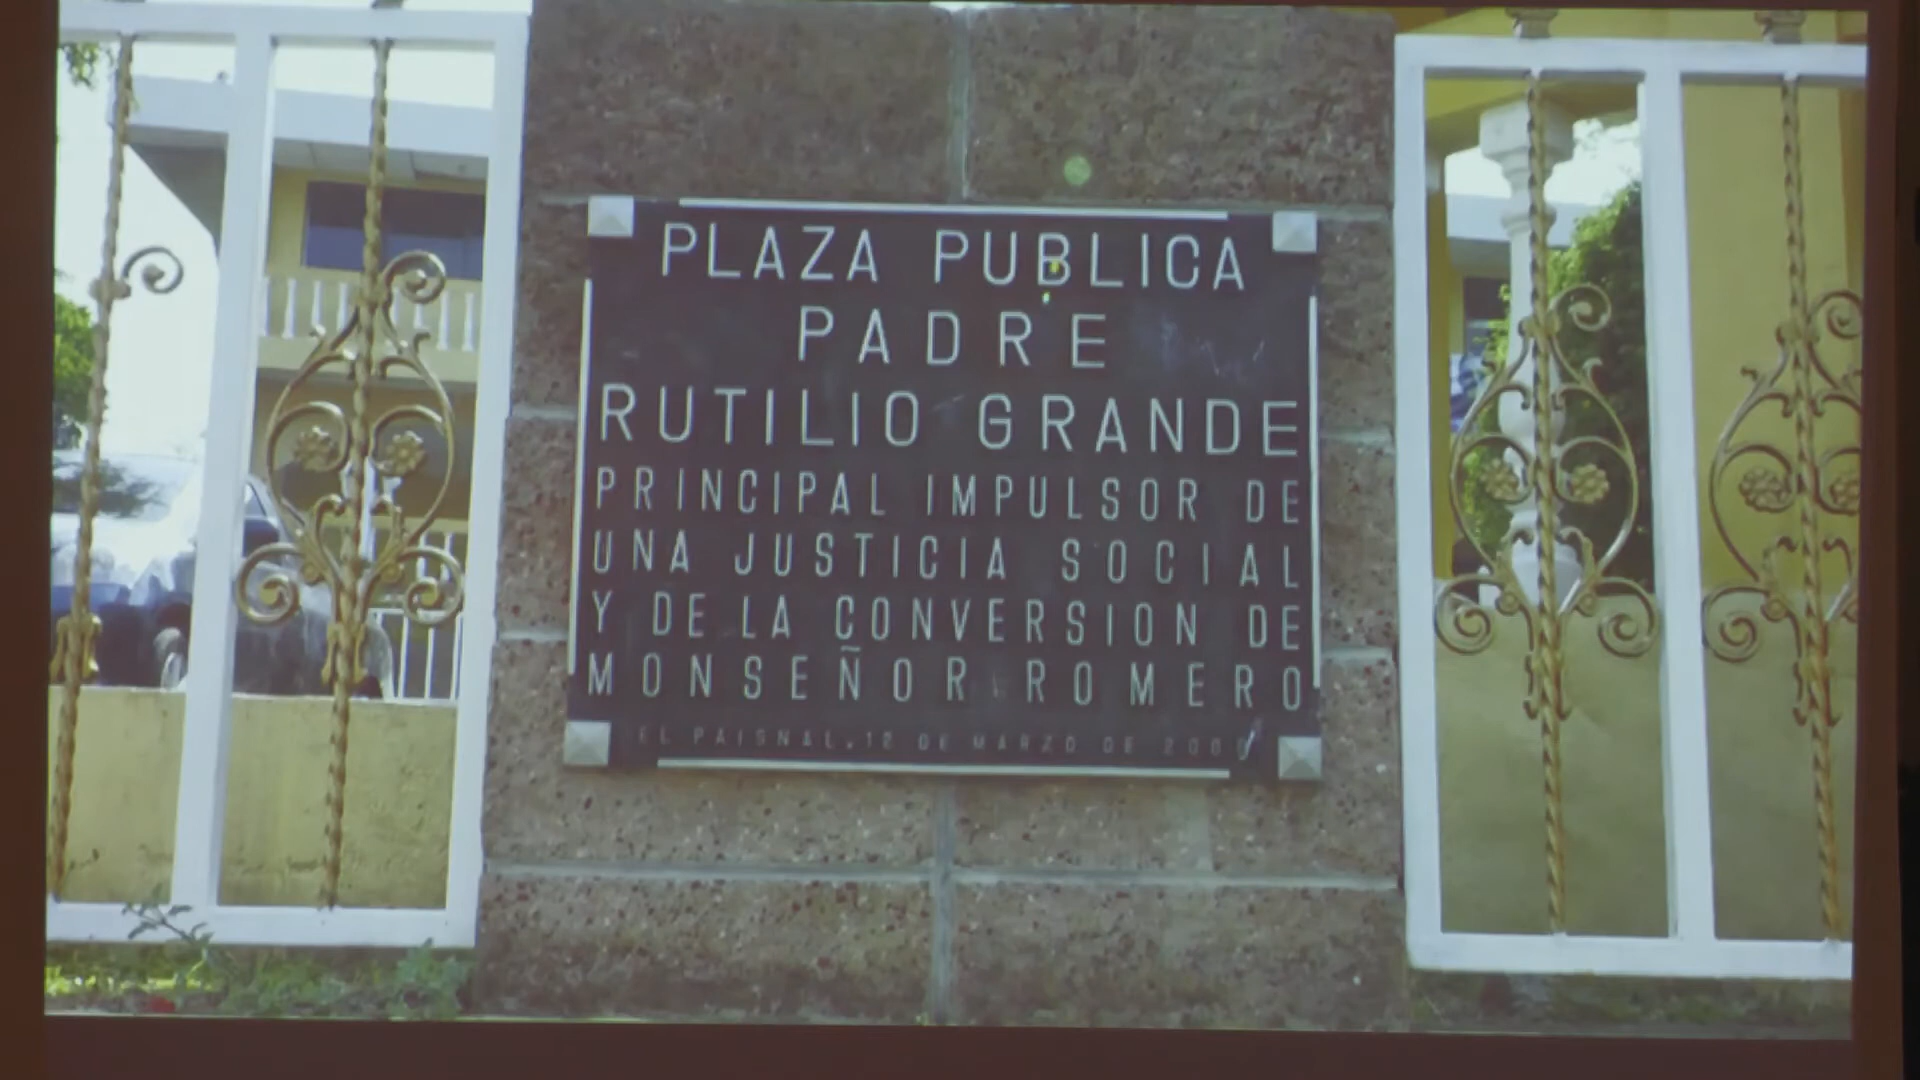 PLAZA PUBLICA
PADRE
RUTILIO GRANDE
PRINCIPAL IMPULSOR DE
UNA JUSTICIA SOCIAL
Y DE LA CONVERSION DE
MONSEÑOR ROMERO
EL PAISNAL, 12 DE MARZO DE